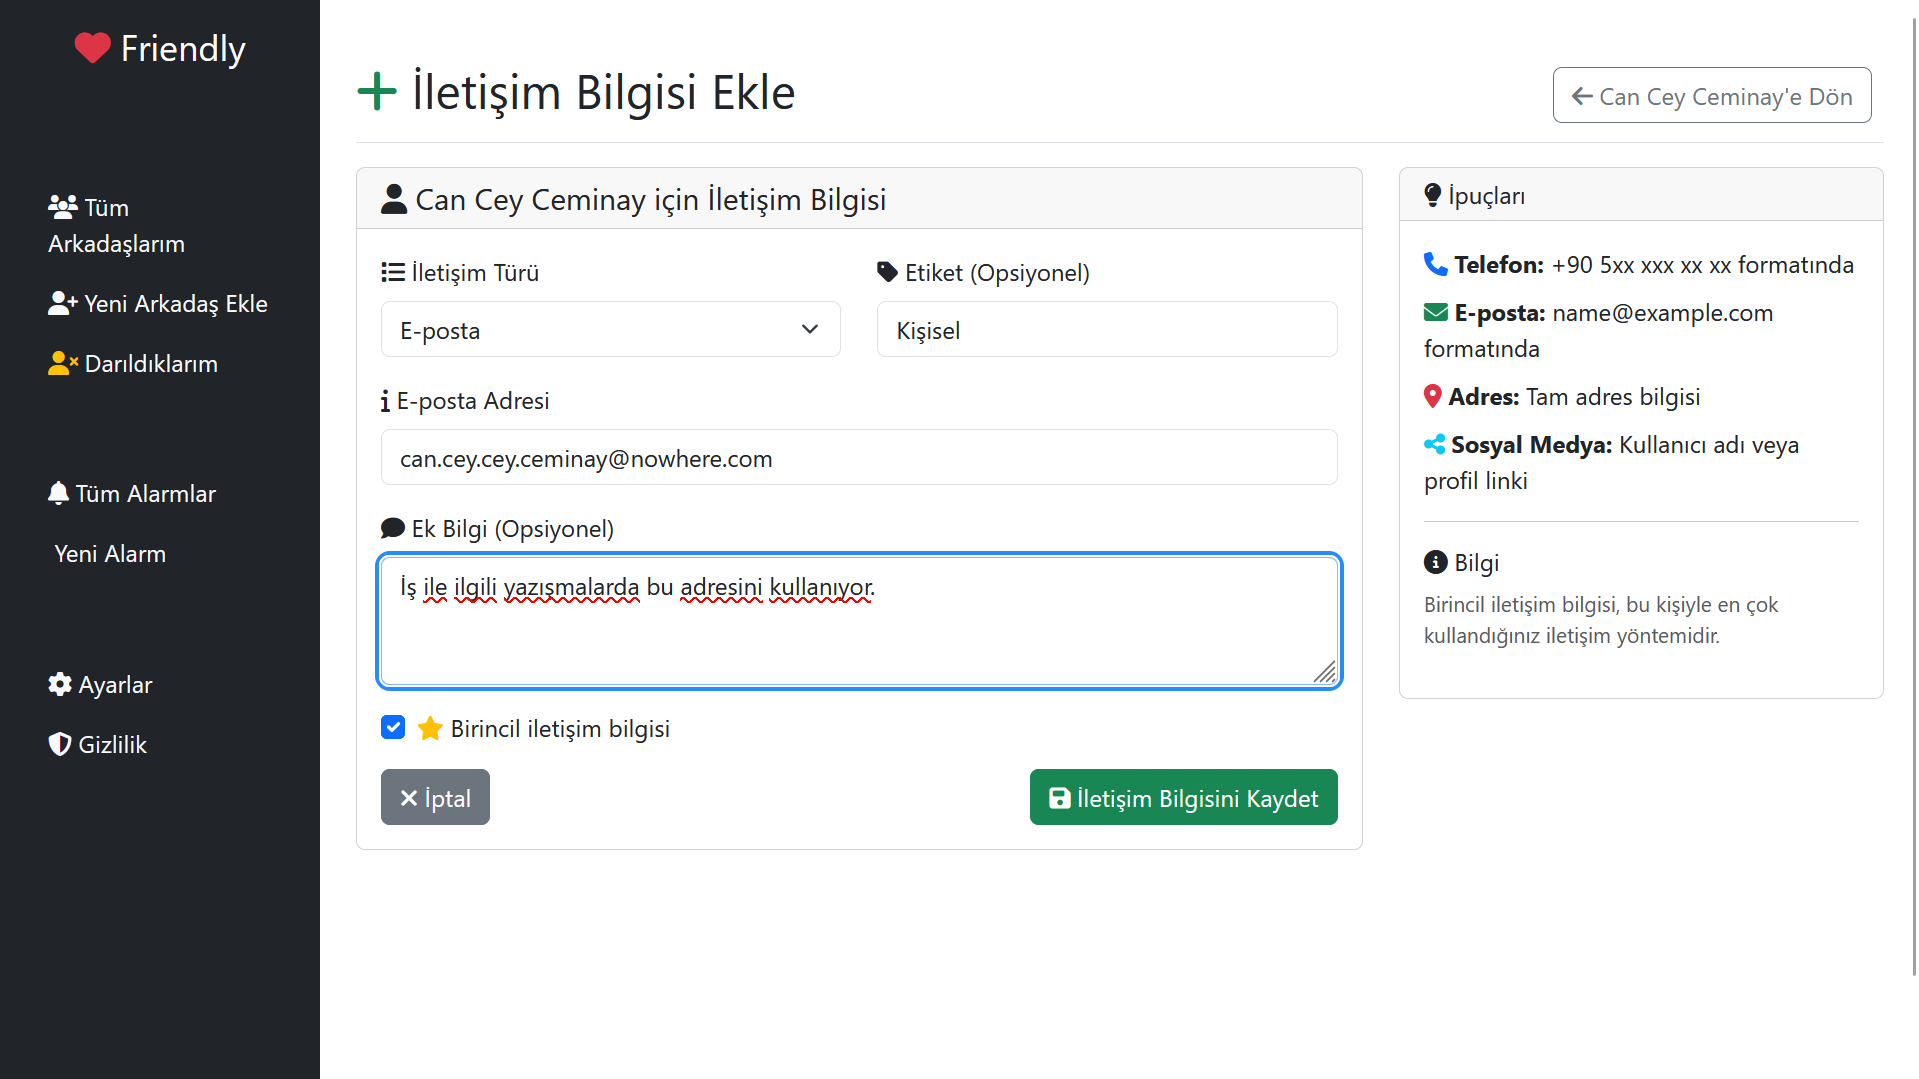 Friendly
Tüm
Arkadaşlarım
Yeni Arkadaş Ekle
Darıldıklarım
Tüm Alarmlar
Yeni Alarm
Ayarlar
Gizlilik
İletişim Bilgisi Ekle
Can Cey Ceminay'e Dön
Can Cey Ceminay için İletişim Bilgisi
İletişim Türü
Etiket (Opsiyonel)
E-posta
Kişisel
E-posta Adresi
can.cey.cey.ceminay@nowhere.com
Ek Bilgi (Opsiyonel)
İş ile ilgili yazışmalarda bu adresini kullanıyor.
Birincil iletişim bilgisi
İptal
İletişim Bilgisini Kaydet
İpuçları
Telefon: +90 5xx xxx xx xx formatında
E-posta: name@example.com
formatında
Adres: Tam adres bilgisi
Sosyal Medya: Kullanıcı adı veya
profil linki
Bilgi
Birincil iletişim bilgisi, bu kişiyle en çok
kullandığınız iletişim yöntemidir.